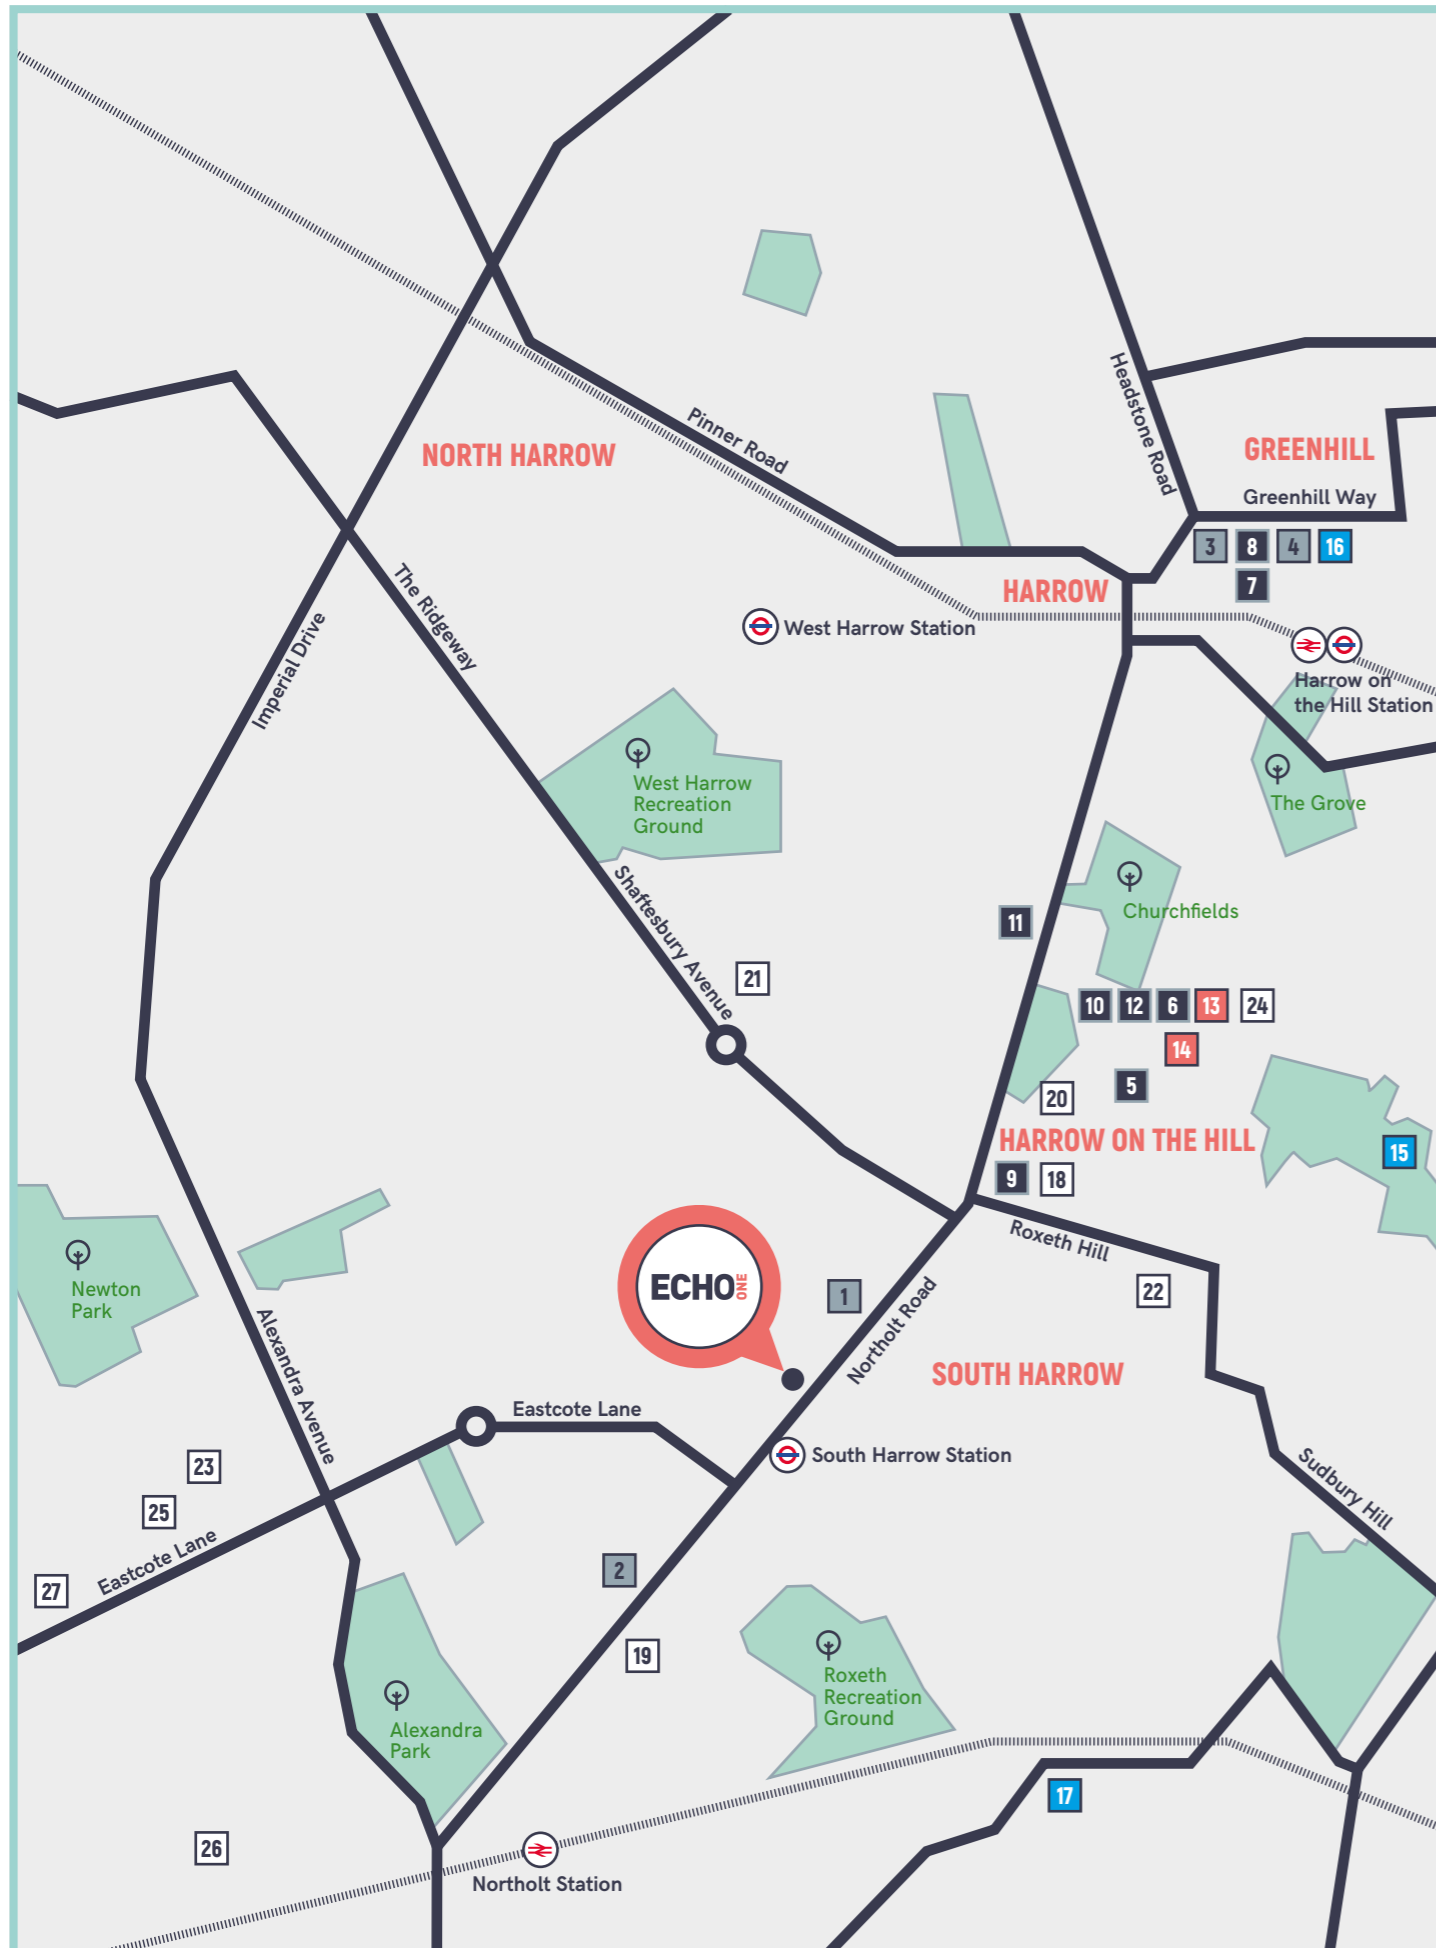 Headstone Road
NORTH HARROW
Pinner Road
GREENHILL
Greenhill Way
3
8
4
16
7
HARROW
The Ridgeway
West Harrow Station
Imperial Drive
Harrow on
the Hill Station
West Harrow
Recreation
Ground
The Grove
Shaftesbury Avenue
Churchfields
11
21
10
12
6
13
24
14
5
20
HARROW ON THE HILL
15
9
18
Roxeth Hill
Newton
Park
ECHO
ONE
1
22
Northolt Road
Alexandra Avenue
SOUTH HARROW
Eastcote Lane
South Harrow Station
23
25
Sudbury Hill
Eastcote Lane
27
2
19
Roxeth
Recreation
Ground
Alexandra
Park
17
26
Northolt Station